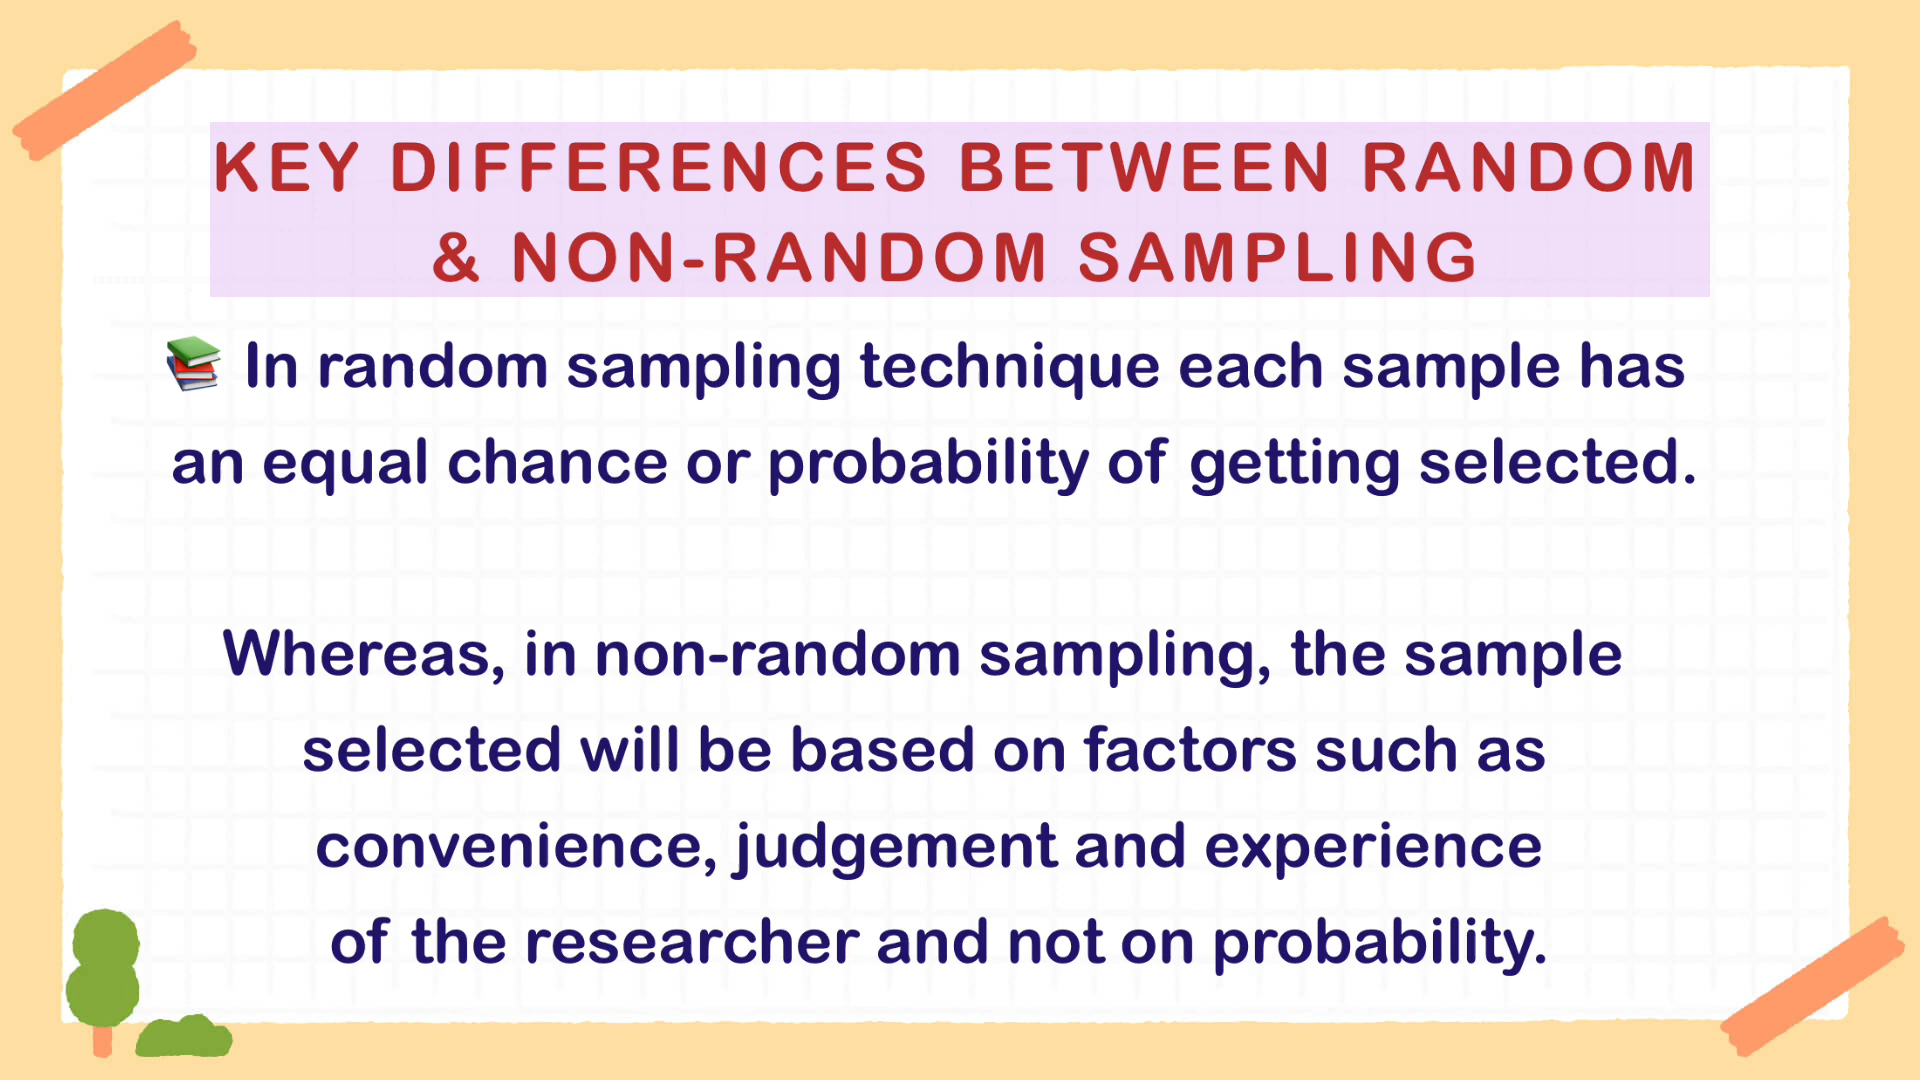 KEY DIFFERENCES BETWEEN RANDOM
& NON-RANDOM SAMPLING
📚 In random sampling technique each sample has
an equal chance or probability of getting selected.
Whereas, in non-random sampling, the sample
selected will be based on factors such as
convenience, judgement and experience
of the researcher and not on probability.